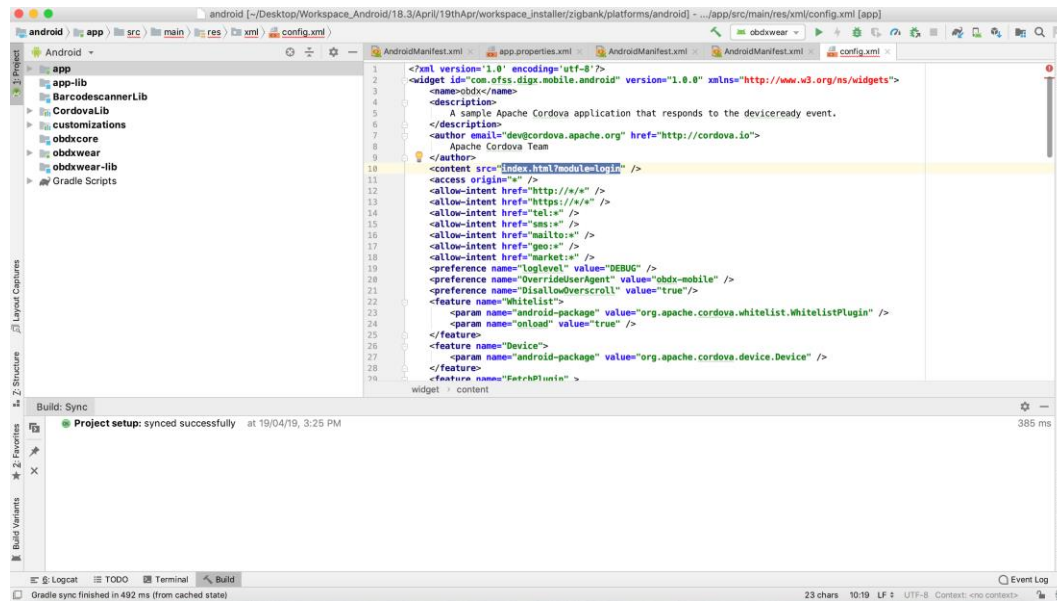 android [~/Desktop/Workspace_Android/18.3/April/19thApr/workspace_installer/zigbank/platforms/android] - .../app/src/main/res/xml/config.xml [app]
android app src main res xml config.xml
obdxwear
Android
AndroidManifest.xml app.properties.xml AndroidManifest.xml AndroidManifest.xml config.xml
1: Project
app
app-lib
BarcodescannerLib
CordovaLib
customizations
obdxcore
obdxwear
obdxwear-lib
Gradle Scripts
Layout Captures
Z: Structure
2: Favorites
Build Variants
1 <?xml version='1.0' encoding='utf-8'?>
2 <widget id="com.ofss.digx.mobile.android" version="1.0.0" xmlns="http://www.w3.org/ns/widgets">
3 <name>obdx</name>
4 <description>
5 A sample Apache Cordova application that responds to the deviceready event.
6 </description>
7 <author email="dev@cordova.apache.org" href="http://cordova.io">
8 Apache Cordova Team
9 </author>
10 <content src="index.html?module=login" />
11 <access origin="*" />
12 <allow-intent href="http://*/*" />
13 <allow-intent href="https://*/*" />
14 <allow-intent href="tel:*" />
15 <allow-intent href="sms:*" />
16 <allow-intent href="mailto:*" />
17 <allow-intent href="geo:*" />
18 <allow-intent href="market:*" />
19 <preference name="loglevel" value="DEBUG" />
20 <preference name="OverrideUserAgent" value="obdx-mobile" />
21 <preference name="DisallowOverscroll" value="true"/>
22 <feature name="Whitelist">
23 <param name="android-package" value="org.apache.cordova.whitelist.WhitelistPlugin" />
24 <param name="onload" value="true" />
25 </feature>
26 <feature name="Device">
27 <param name="android-package" value="org.apache.cordova.device.Device" />
28 </feature>
29 <feature name="FetchPlugin" >
widget › content
Build: Sync
Project setup: synced successfully at 19/04/19, 3:25 PM 385 ms
6: Logcat TODO Terminal Build Event Log
Gradle sync finished in 492 ms (from cached state) 23 chars 10:19 LF UTF-8 Context: <no context>